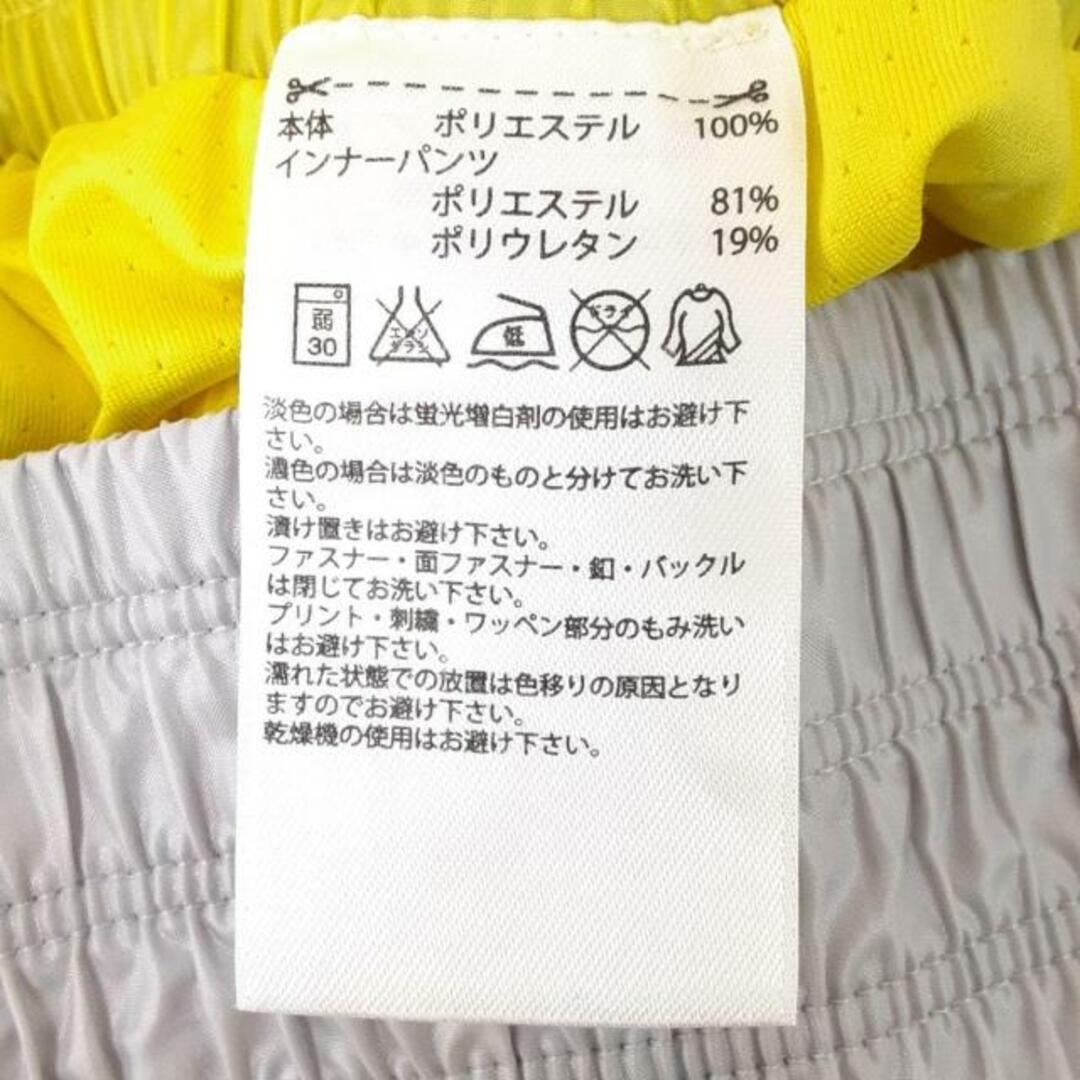 本体 ポリエステル 100%
インナーパンツ
ポリエステル 81%
ポリウレタン 19%
弱
30
エンソ
サラシ
低
ドライ
淡色の場合は蛍光増白剤の使用はお避け下
さい。
濃色の場合は淡色のものと分けてお洗い下
さい。
漬け置きはお避け下さい。
ファスナー・面ファスナー・釦・バックル
は閉じてお洗い下さい。
プリント・刺繍・ワッペン部分のもみ洗い
はお避け下さい。
濡れた状態での放置は色移りの原因となり
ますのでお避け下さい。
乾燥機の使用はお避け下さい。